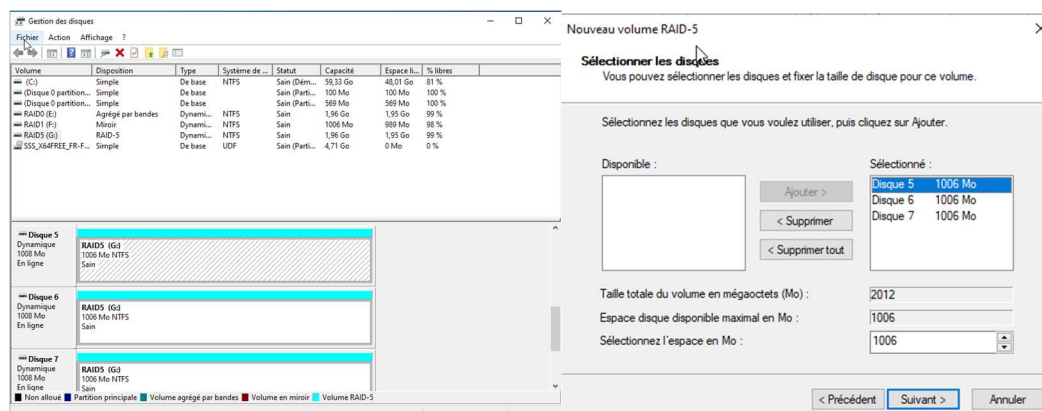 Gestion des disques
Fichier Action Affichage ?
Volume Disposition Type Système de ... Statut Capacité Espace li... % libres
(C:) Simple De base NTFS Sain (Dém... 59,33 Go 48,01 Go 81 %
(Disque 0 partition... Simple De base Sain (Parti... 100 Mo 100 Mo 100 %
(Disque 0 partition... Simple De base Sain (Parti... 569 Mo 569 Mo 100 %
RAID0 (E:) Agrégé par bandes Dynami... NTFS Sain 1,96 Go 1,95 Go 99 %
RAID1 (F:) Miroir Dynami... NTFS Sain 1006 Mo 989 Mo 98 %
RAID5 (G:) RAID-5 Dynami... NTFS Sain 1,96 Go 1,95 Go 99 %
SSS_X64FREE_FR-F... Simple De base UDF Sain (Parti... 4,71 Go 0 Mo 0 %
Disque 5
Dynamique
1008 Mo
En ligne
RAID5 (G:)
1006 Mo NTFS
Sain
Disque 6
Dynamique
1008 Mo
En ligne
RAID5 (G:)
1006 Mo NTFS
Sain
Disque 7
Dynamique
1008 Mo
En ligne
RAID5 (G:)
1006 Mo NTFS
Sain
Non alloué Partition principale Volume agrégé par bandes Volume en miroir Volume RAID-5
Nouveau volume RAID-5
Sélectionner les disques
Vous pouvez sélectionner les disques et fixer la taille de disque pour ce volume.
Sélectionnez les disques que vous voulez utiliser, puis cliquez sur Ajouter.
Disponible :
Ajouter >
< Supprimer
< Supprimer tout
Sélectionné :
Disque 5 1006 Mo
Disque 6 1006 Mo
Disque 7 1006 Mo
Taille totale du volume en mégaoctets (Mo) : 2012
Espace disque disponible maximal en Mo : 1006
Sélectionnez l'espace en Mo : 1006
< Précédent Suivant > Annuler